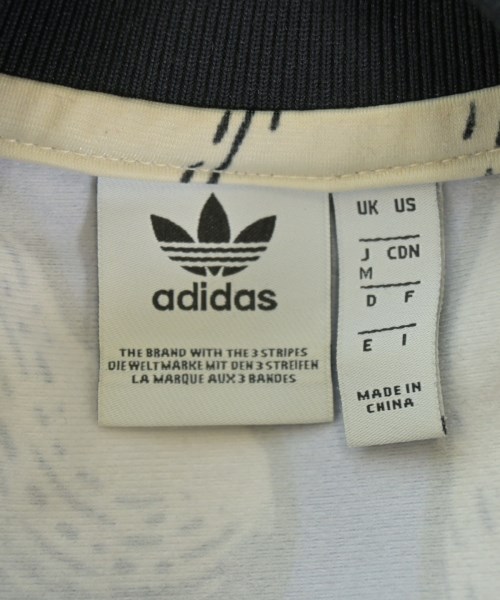 adidas
THE BRAND WITH THE 3 STRIPES
DIE WELTMARKE MIT DEN 3 STREIFEN
LA MARQUE AUX 3 BANDES
UK US
J CDN
M
D F
E I
MADE IN
CHINA